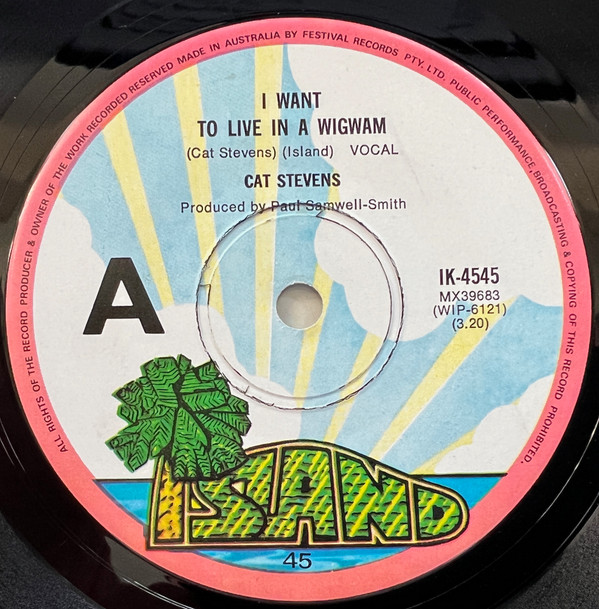 ALL RIGHTS OF THE RECORD PRODUCER & OWNER OF THE WORK RECORDED RESERVED MADE IN AUSTRALIA BY FESTIVAL RECORDS PTY. LTD. PUBLIC PERFORMANCE, BROADCASTING & COPYING OF THIS RECORD PROHIBITED.
I WANT
TO LIVE IN A WIGWAM
(Cat Stevens) (Island) VOCAL
CAT STEVENS
Produced by Paul Samwell-Smith
A
IK-4545
MX39683
(WIP-6121)
(3.20)
ISLAND
45